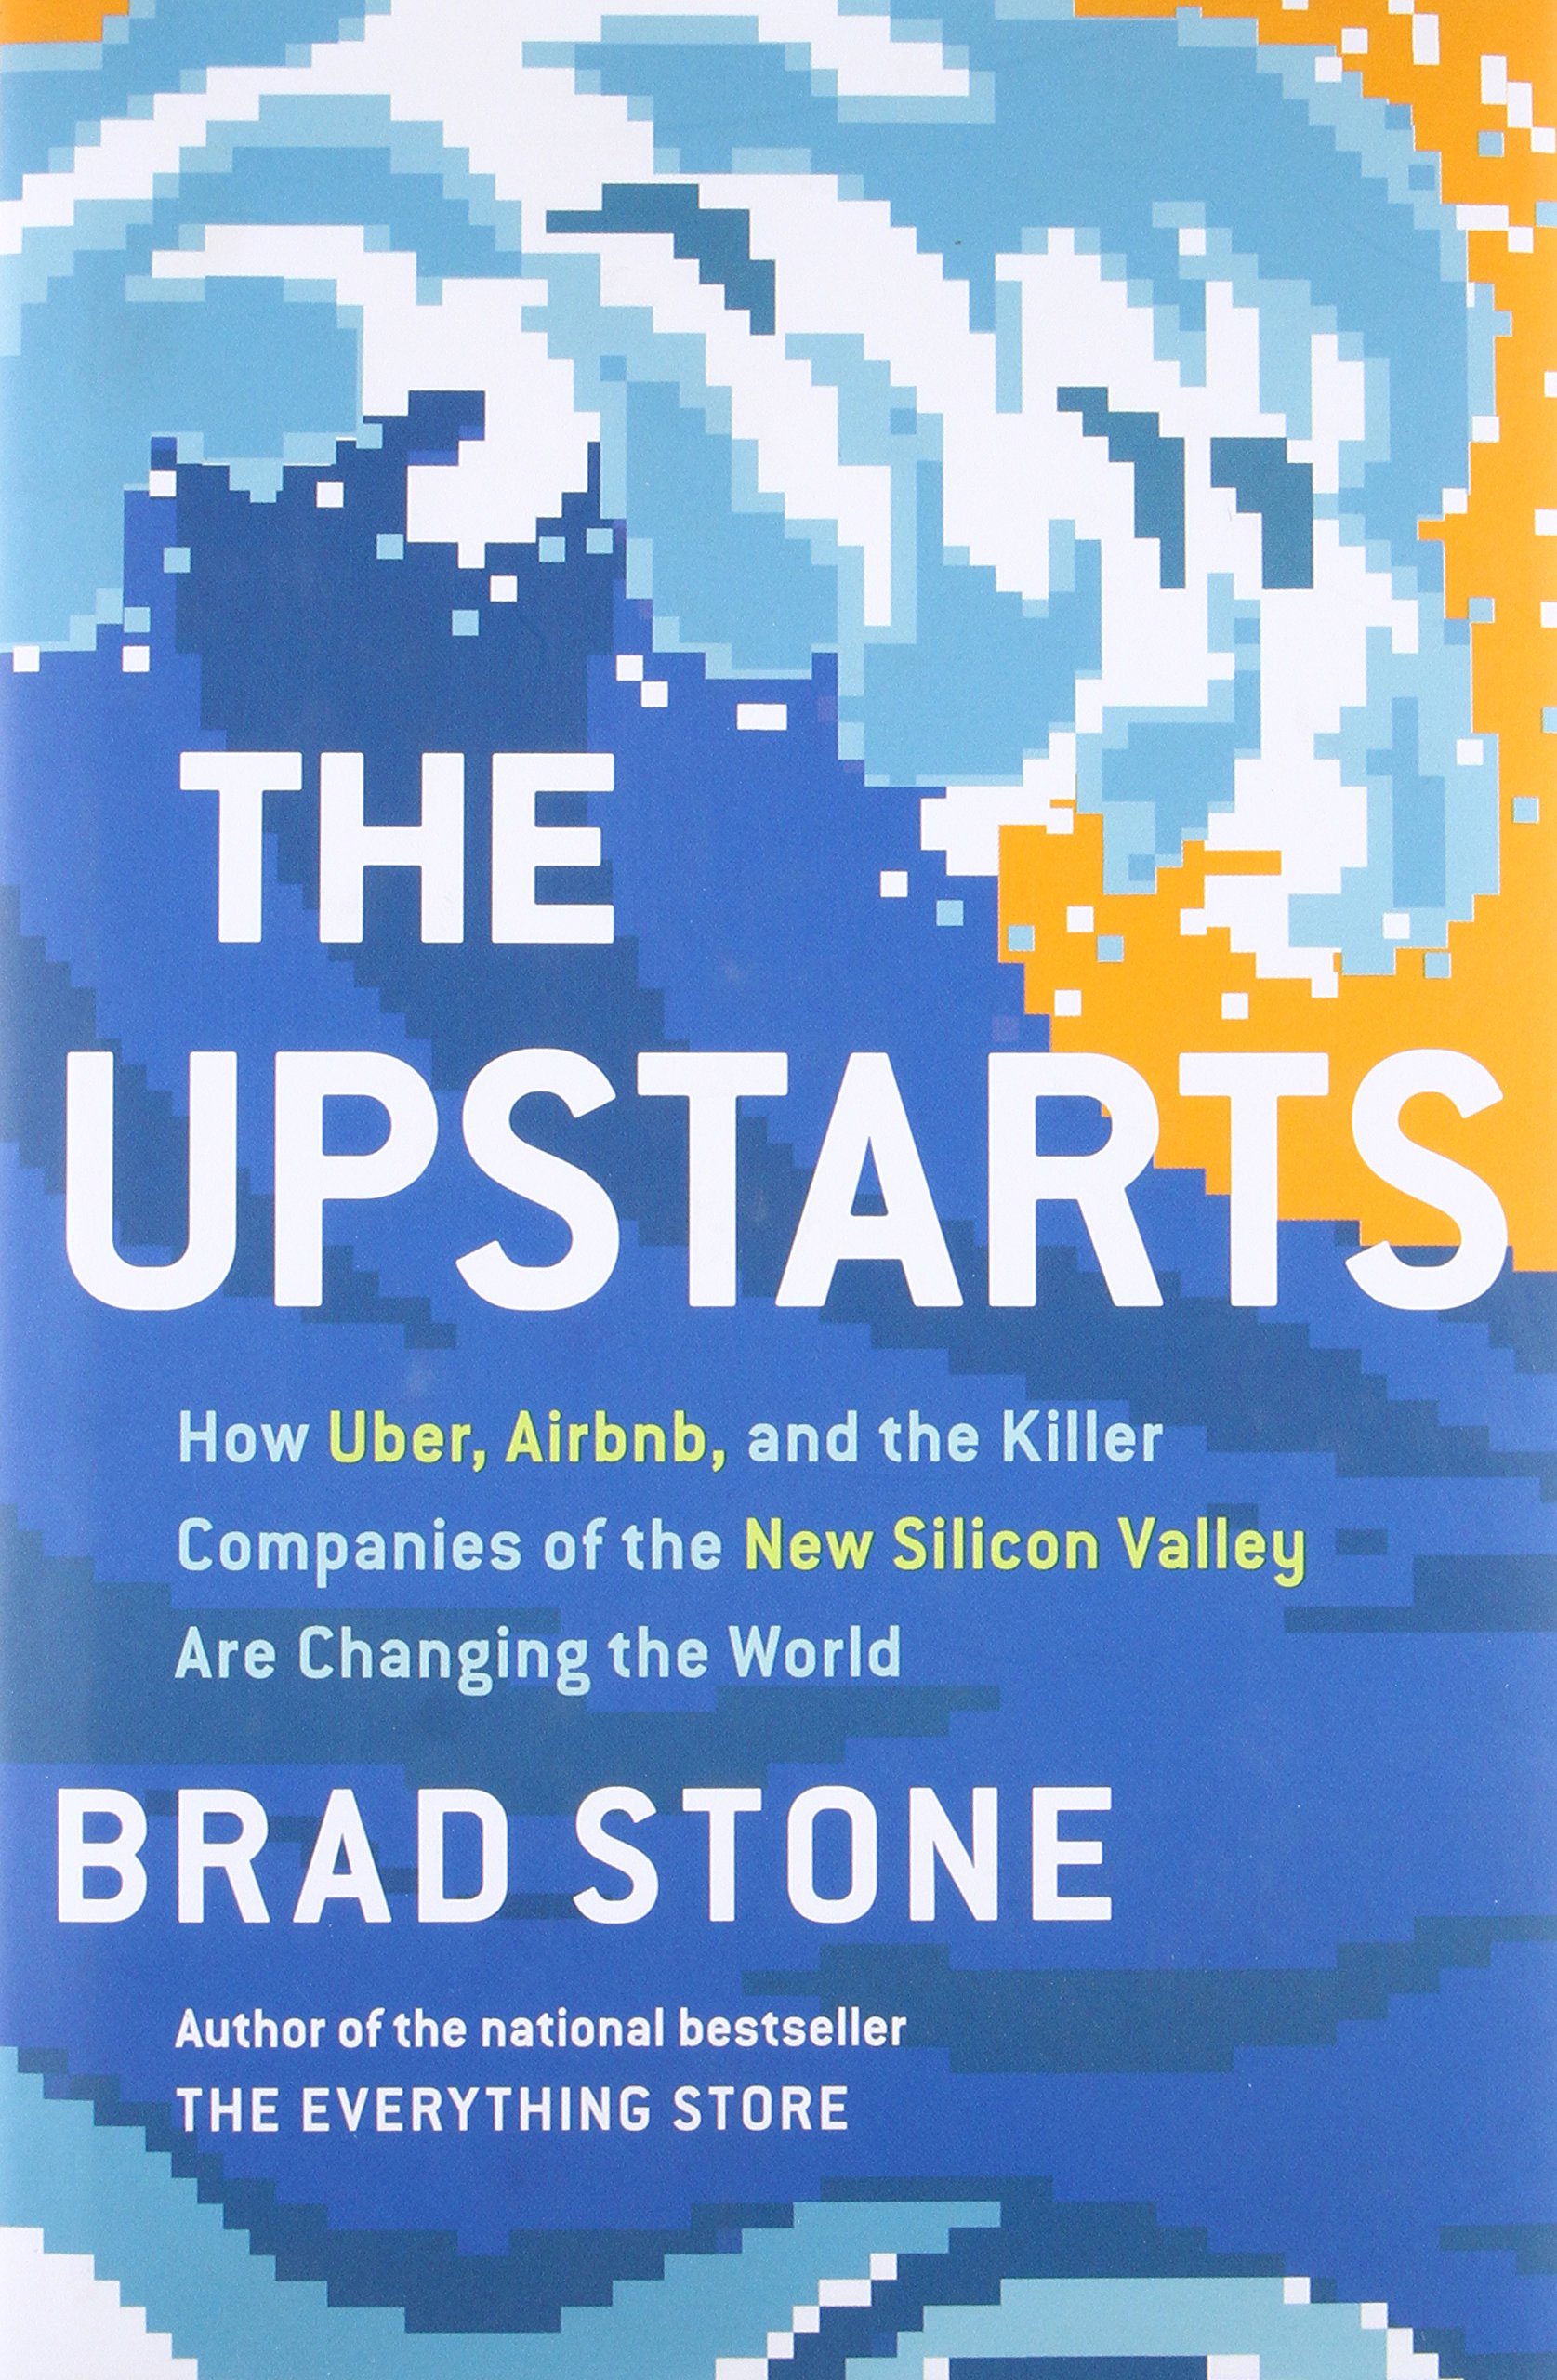 THE
UPSTARTS
How Uber, Airbnb, and the Killer
Companies of the New Silicon Valley
Are Changing the World
BRAD STONE
Author of the national bestseller
THE EVERYTHING STORE